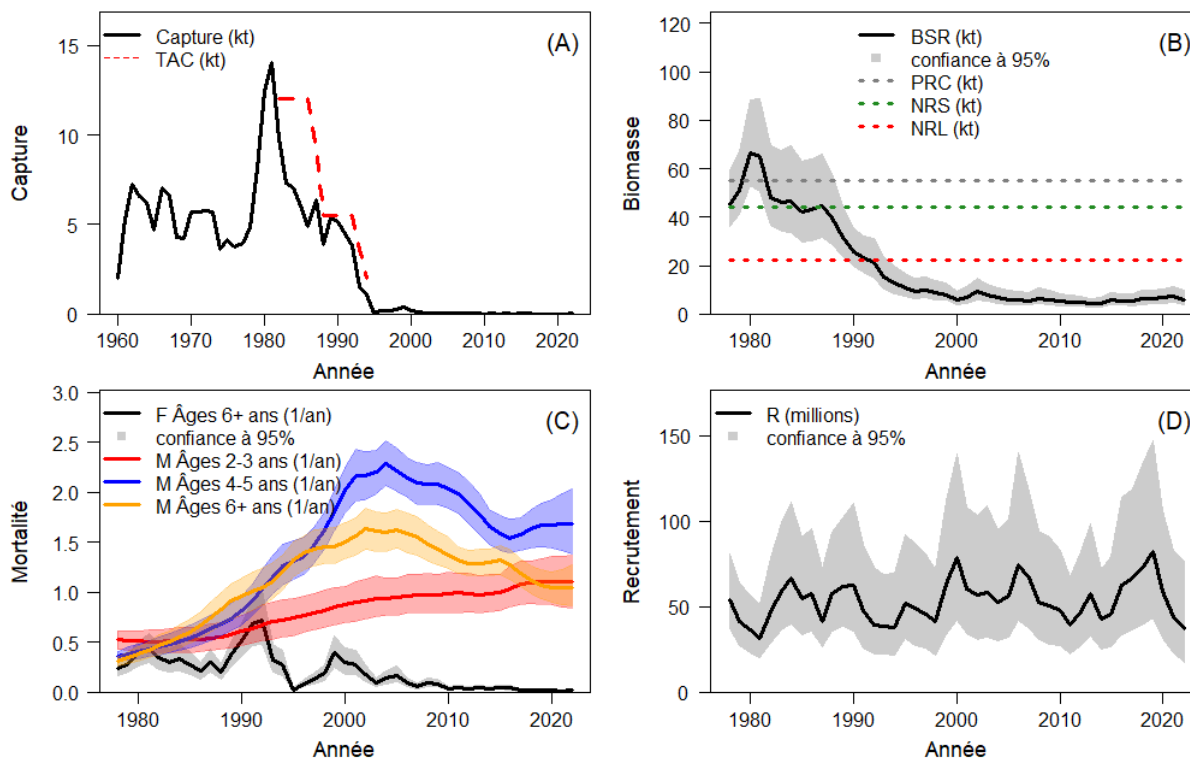 (A)
Capture (kt)
TAC (kt)
Capture
15
10
5
0
1960 1970 1980 1990 2000 2010 2020
Année
(B)
BSR (kt)
confiance à 95%
PRC (kt)
NRS (kt)
NRL (kt)
Biomasse
120
100
80
60
40
20
0
1980 1990 2000 2010 2020
Année
(C)
F Âges 6+ ans (1/an)
confiance à 95%
M Âges 2-3 ans (1/an)
M Âges 4-5 ans (1/an)
M Âges 6+ ans (1/an)
Mortalité
3.0
2.5
2.0
1.5
1.0
0.5
0.0
1980 1990 2000 2010 2020
Année
(D)
R (millions)
confiance à 95%
Recrutement
150
100
50
0
1980 1990 2000 2010 2020
Année